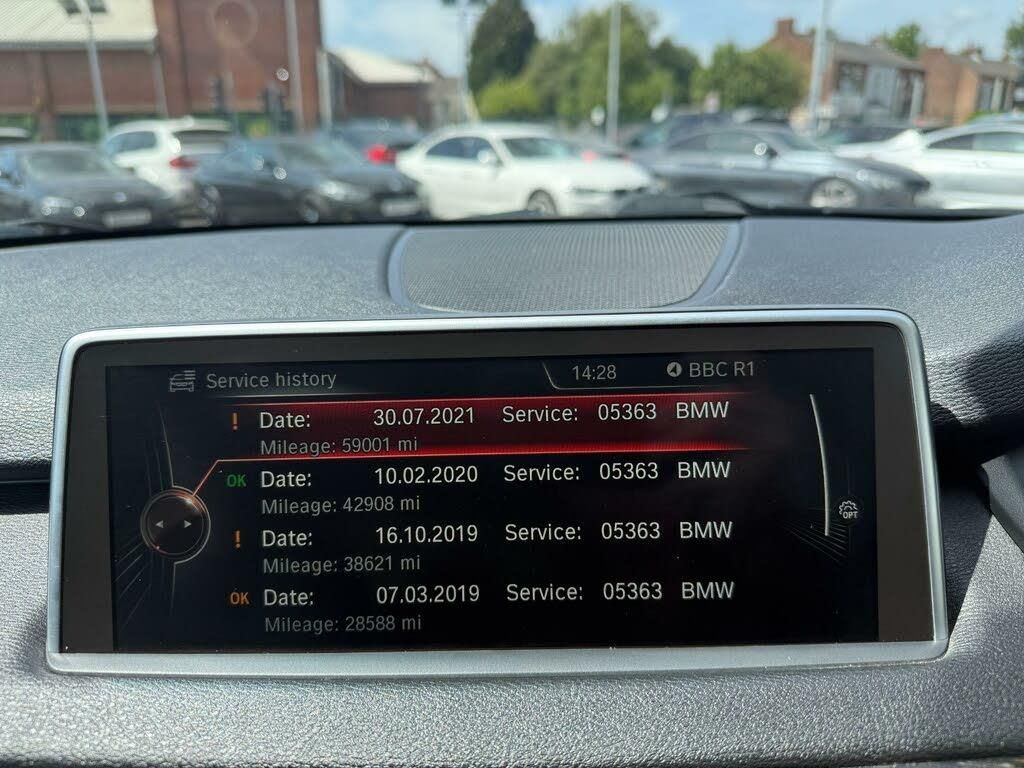 Service history 14:28 BBC R1
! Date: 30.07.2021 Service: 05363 BMW
Mileage: 59001 mi
OK Date: 10.02.2020 Service: 05363 BMW
Mileage: 42908 mi
! Date: 16.10.2019 Service: 05363 BMW
Mileage: 38621 mi
OK Date: 07.03.2019 Service: 05363 BMW
Mileage: 28588 mi
OPT